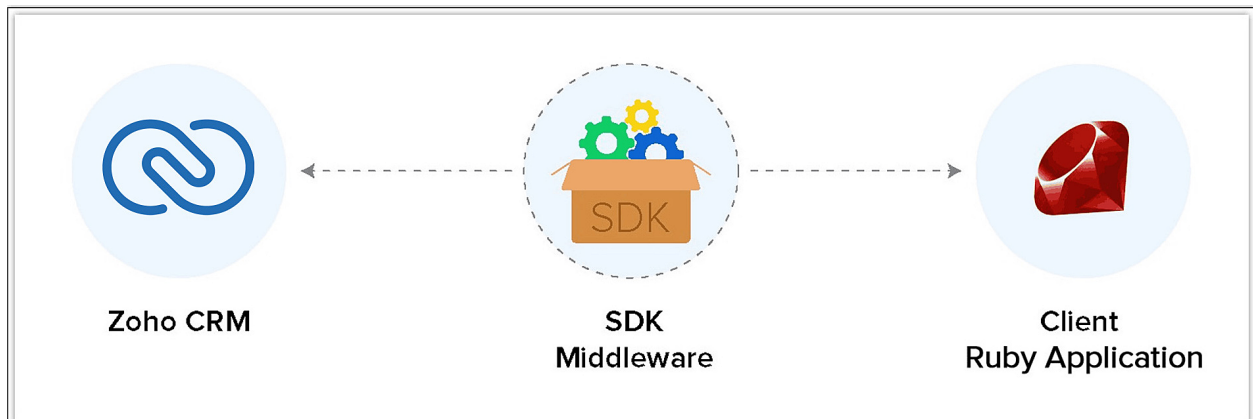 SDK
Zoho CRM
SDK
Middleware
Client
Ruby Application